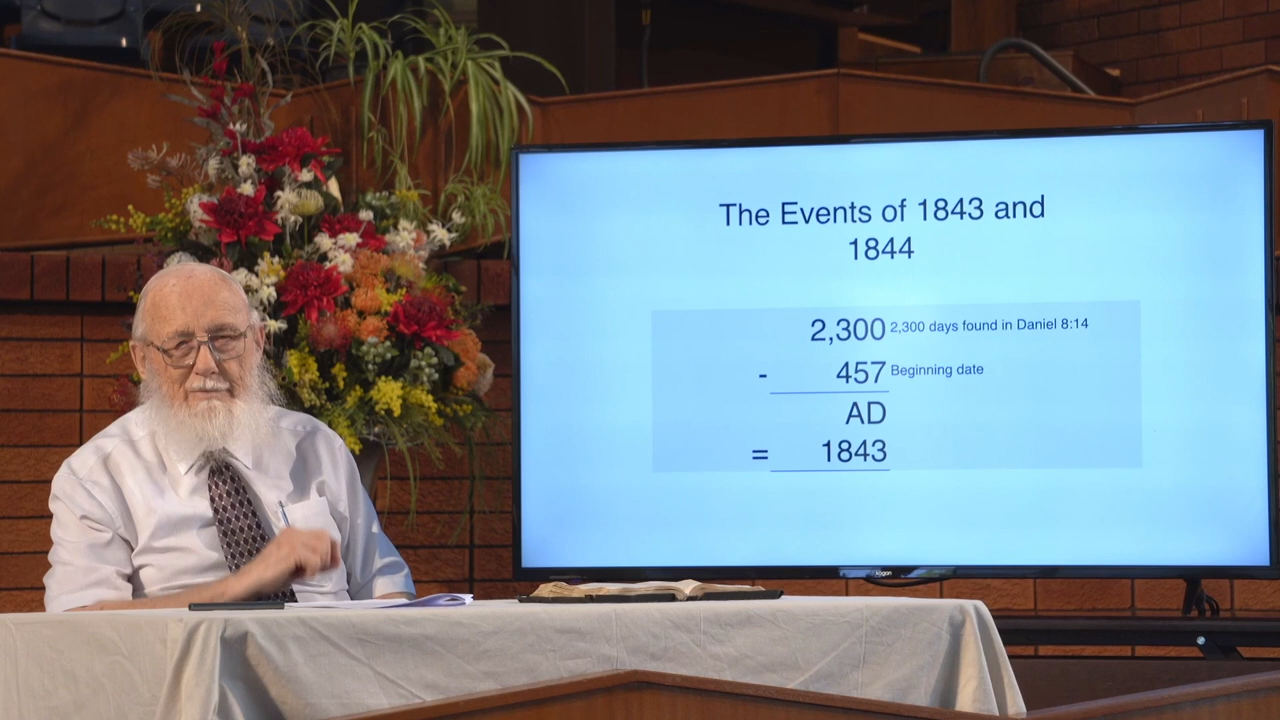 The Events of 1843 and
1844
2,300 2,300 days found in Daniel 8:14
- 457 Beginning date
AD
= 1843
kogan